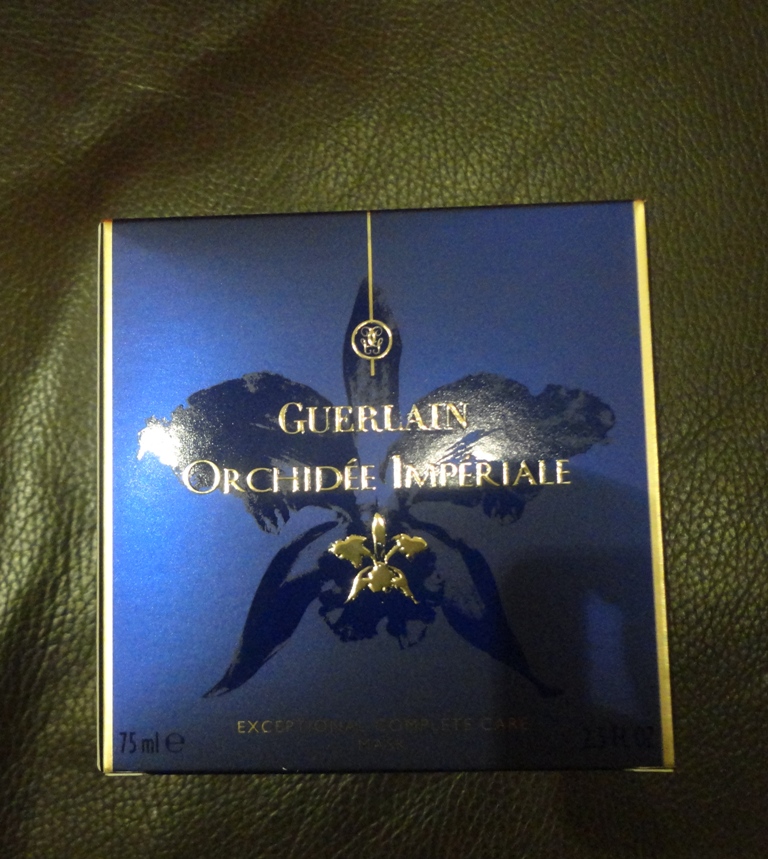 GUERLAIN
ORCHIDÉE IMPÉRIALE
EXCEPTIONAL COMPLETE CARE
MASK
75 ml ℮
2.5 Fl. OZ